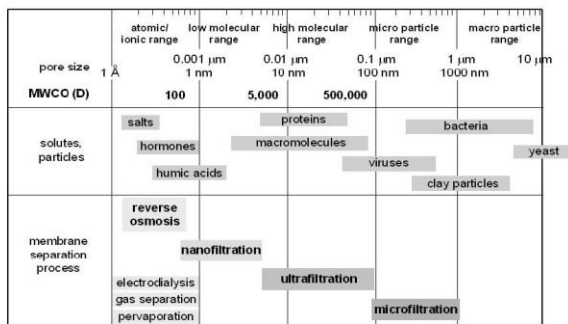 atomic/ low molecular high molecular micro particle macro particle
ionic range range range range range
pore size 0.001 µm 0.01 µm 0.1 µm 1 µm 10 µm
1 Å 1 nm 10 nm 100 nm 1000 nm
MWCO (D) 100 5,000 500,000
solutes,
particles
salts proteins bacteria
hormones macromolecules yeast
humic acids viruses
clay particles
membrane
separation
process
reverse
osmosis
nanofiltration
electrodialysis ultrafiltration
gas separation
pervaporation microfiltration